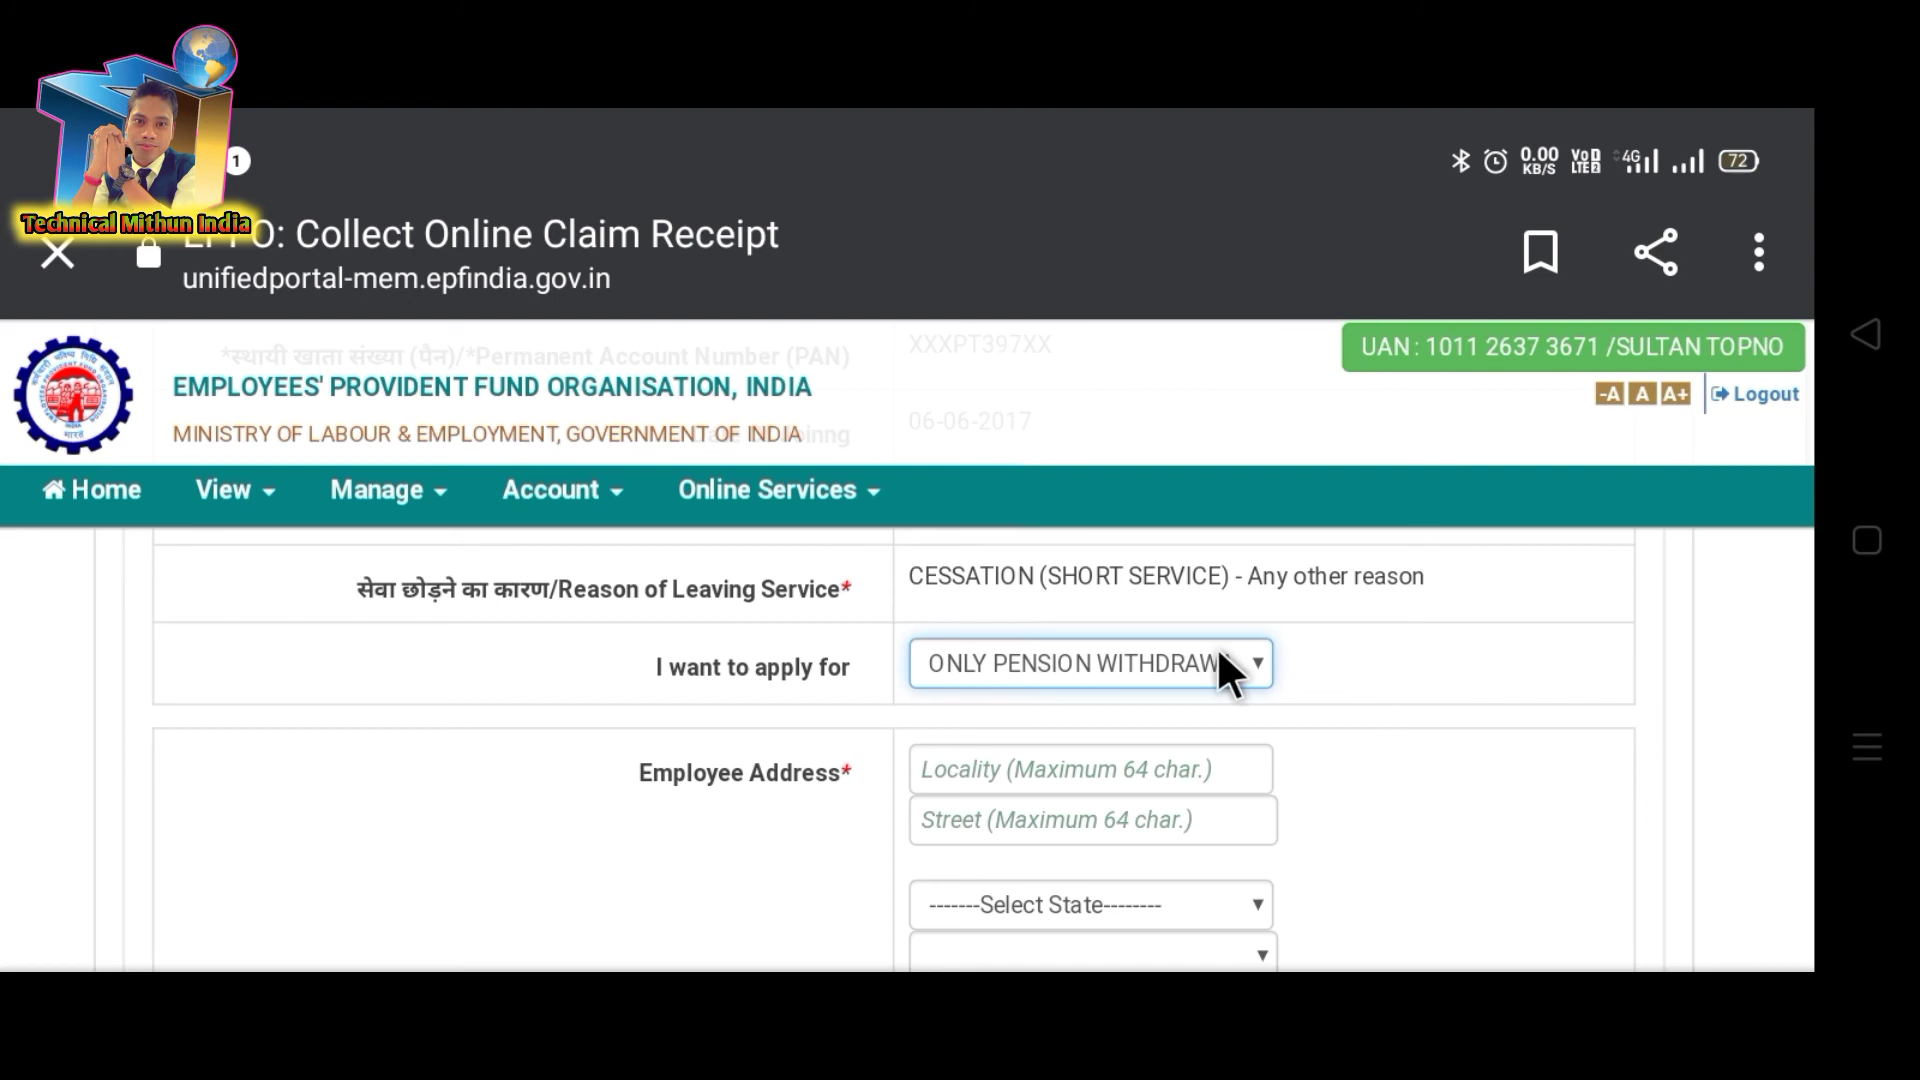 1
0.00 KB/S VoD LTE2 4G 72
Technical Mithun India
O: Collect Online Claim Receipt
unifiedportal-mem.epfindia.gov.in
*स्थायी खाता संख्या (पैन)/*Permanent Account Number (PAN) XXXPT397XX
UAN : 1011 2637 3671 /SULTAN TOPNO
EMPLOYEES' PROVIDENT FUND ORGANISATION, INDIA
-A A A+ Logout
06-06-2017
MINISTRY OF LABOUR & EMPLOYMENT, GOVERNMENT OF INDIA
Home View Manage Account Online Services
सेवा छोड़ने का कारण/Reason of Leaving Service* CESSATION (SHORT SERVICE) - Any other reason
I want to apply for ONLY PENSION WITHDRAW
Employee Address* Locality (Maximum 64 char.)
Street (Maximum 64 char.)
-------Select State--------